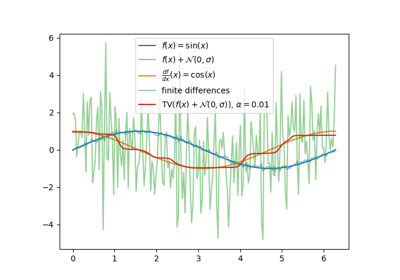 f(x) = sin(x)
f(x) + 𝒩(0, σ)
df/dx (x) = cos(x)
finite differences
TV(f(x) + 𝒩(0, σ)), α = 0.01
6
4
2
0
−2
−4
0
1
2
3
4
5
6